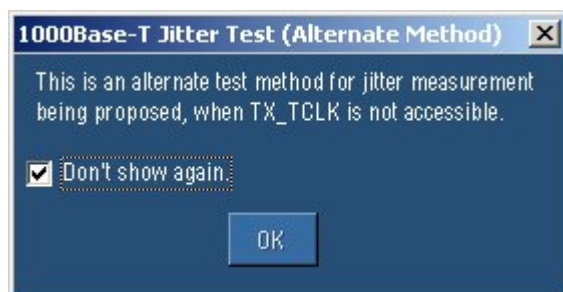 1000Base-T Jitter Test (Alternate Method)
This is an alternate test method for jitter measurement
being proposed, when TX_TCLK is not accessible.
Don't show again.
OK